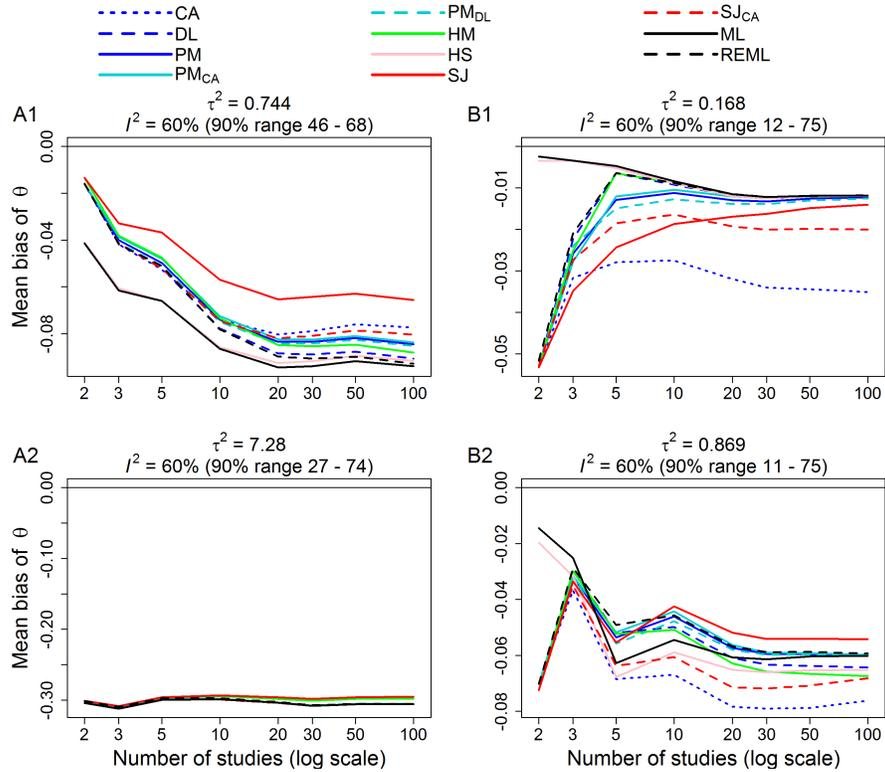 CA PM_DL SJ_CA
DL HM ML
PM HS REML
PM_CA SJ
A1 τ² = 0.744
I² = 60% (90% range 46 - 68)
B1 τ² = 0.168
I² = 60% (90% range 12 - 75)
Mean bias of θ
0.00
-0.04
-0.08
2 3 5 10 20 30 50 100
-0.01
-0.03
-0.05
2 3 5 10 20 30 50 100
A2 τ² = 7.28
I² = 60% (90% range 27 - 74)
B2 τ² = 0.869
I² = 60% (90% range 11 - 75)
Mean bias of θ
0.00
-0.10
-0.20
-0.30
2 3 5 10 20 30 50 100
Number of studies (log scale)
0.00
-0.02
-0.04
-0.06
-0.08
2 3 5 10 20 30 50 100
Number of studies (log scale)